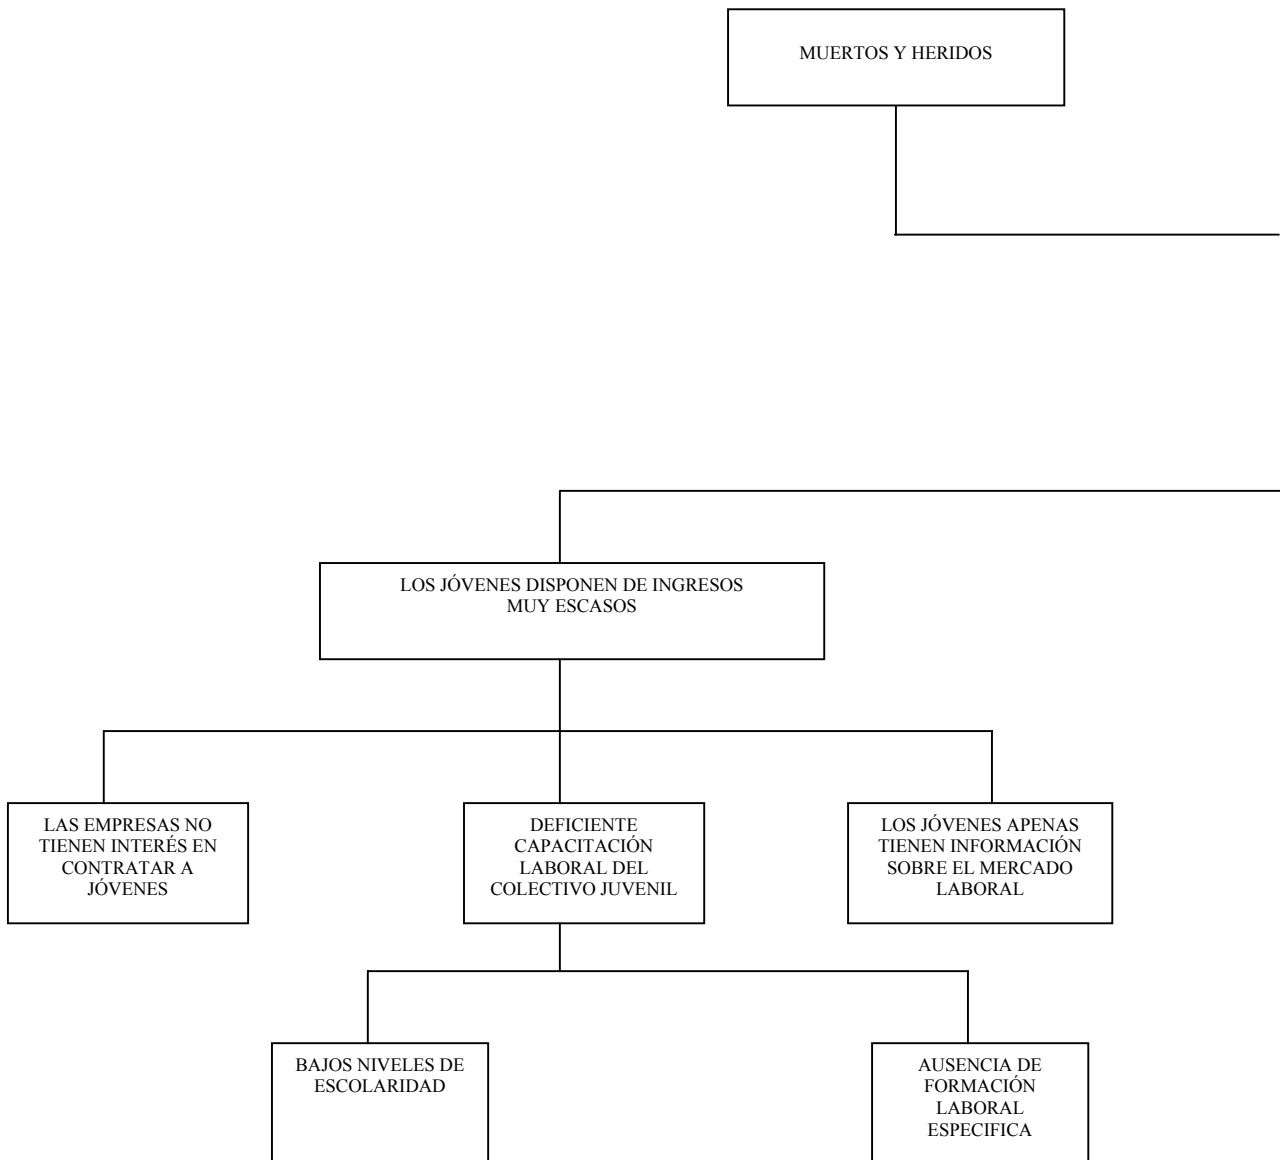 MUERTOS Y HERIDOS
LOS JÓVENES DISPONEN DE INGRESOS
MUY ESCASOS
LAS EMPRESAS NO
TIENEN INTERÉS EN
CONTRATAR A
JÓVENES
DEFICIENTE
CAPACITACIÓN
LABORAL DEL
COLECTIVO JUVENIL
LOS JÓVENES APENAS
TIENEN INFORMACIÓN
SOBRE EL MERCADO
LABORAL
BAJOS NIVELES DE
ESCOLARIDAD
AUSENCIA DE
FORMACIÓN
LABORAL
ESPECIFICA